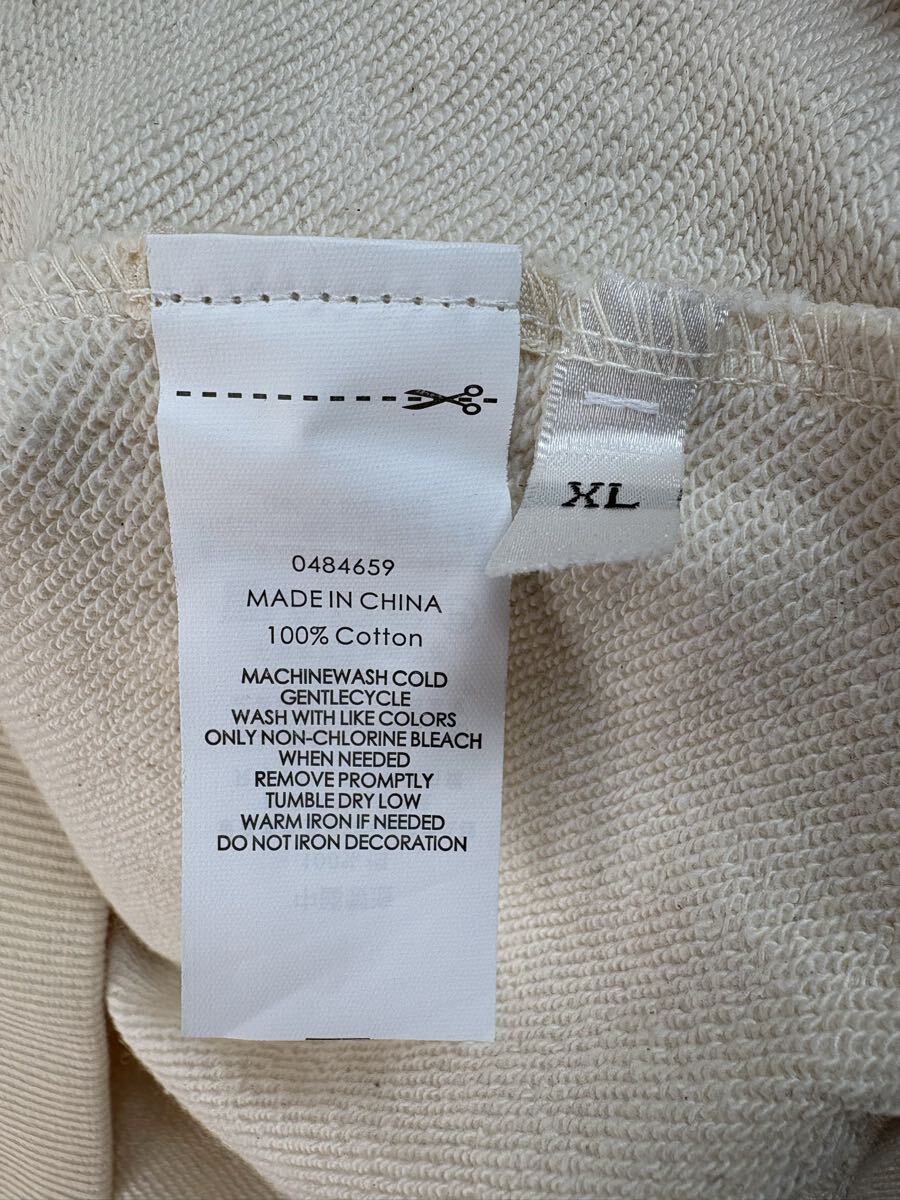 XL
0484659
MADE IN CHINA
100% Cotton
MACHINEWASH COLD
GENTLECYCLE
WASH WITH LIKE COLORS
ONLY NON-CHLORINE BLEACH
WHEN NEEDED
REMOVE PROMPTLY
TUMBLE DRY LOW
WARM IRON IF NEEDED
DO NOT IRON DECORATION